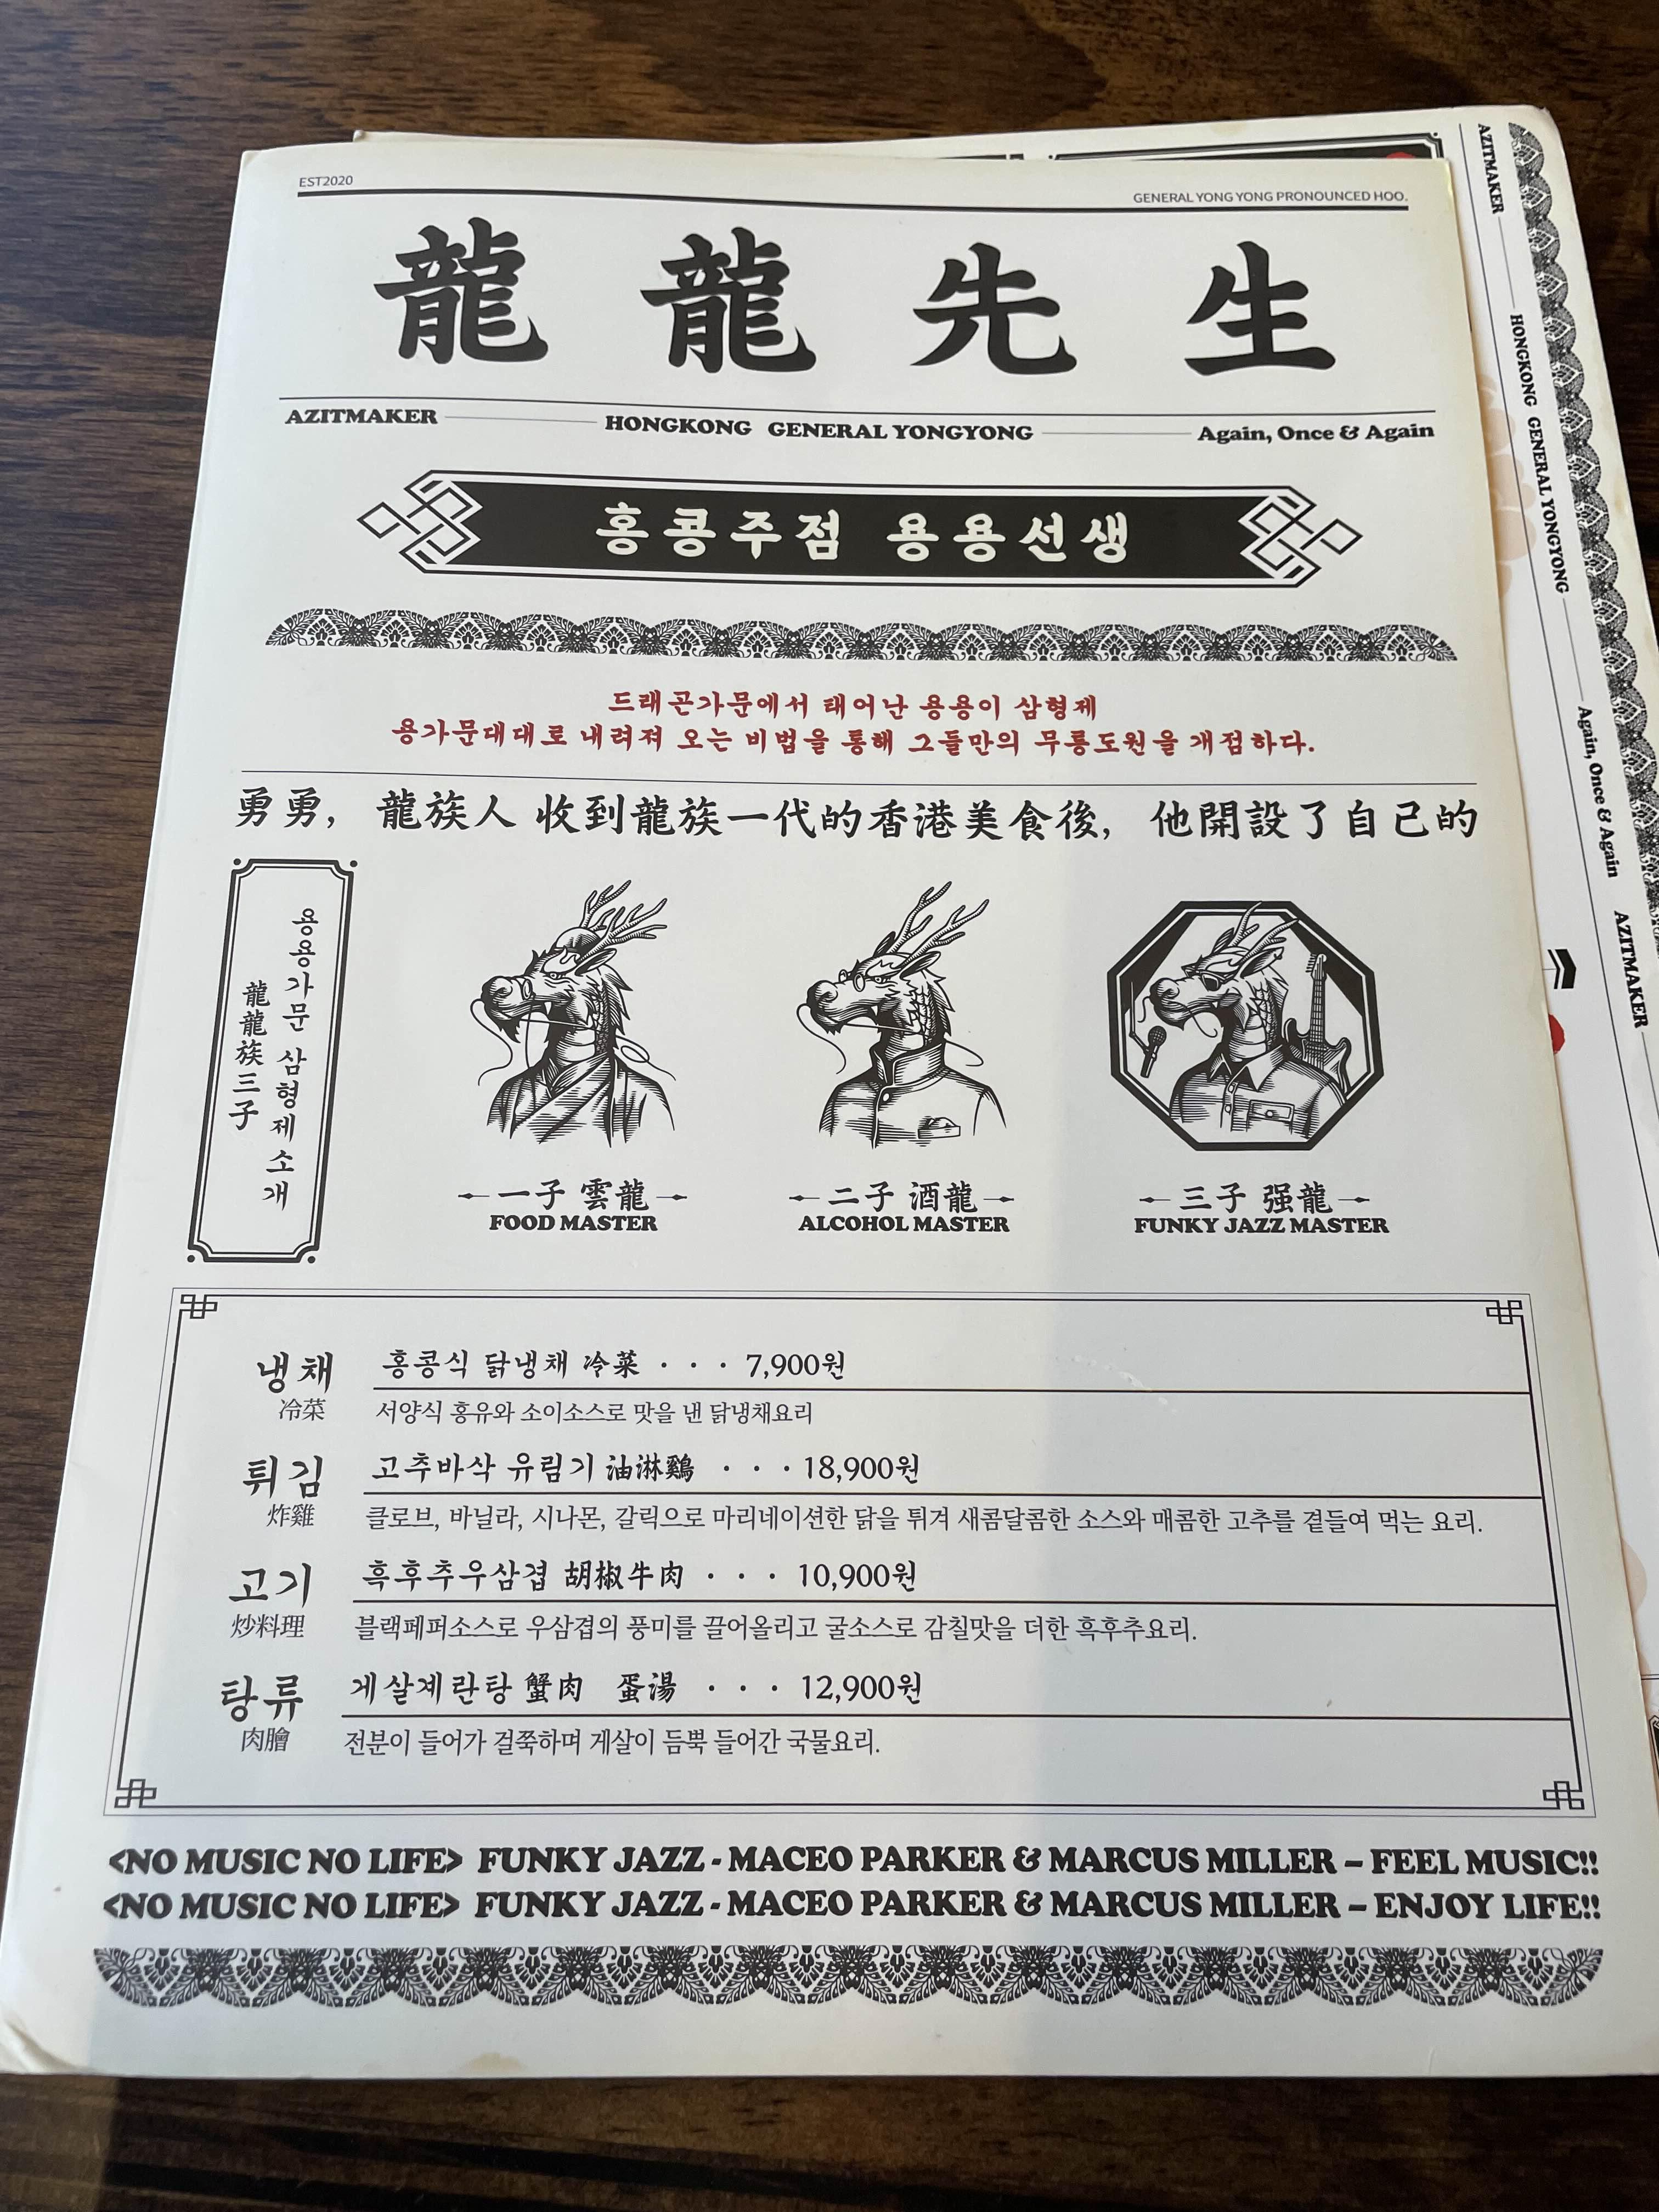 EST2020
GENERAL YONG YONG PRONOUNCED HOO.
龍龍先生
AZITMAKER
HONGKONG GENERAL YONGYONG
Again, Once & Again
홍콩주점 용용선생
드래곤가문에서 태어난 용용이 삼형제
용가문대대로 내려져 오는 비법을 통해 그들만의 무릉도원을 개점하다.
勇勇, 龍族人 收到龍族一代的香港美食後, 他開設了自己的
용용가문 삼형제 소개
龍龍族三子
一子 雲龍
FOOD MASTER
二子 酒龍
ALCOHOL MASTER
三子 强龍
FUNKY JAZZ MASTER
냉채 홍콩식 닭냉채 冷菜 · · · 7,900원
冷菜 서양식 홍유와 소이소스로 맛을 낸 닭냉채요리
튀김 고추바삭 유림기 油淋鷄 · · · 18,900원
炸雞 클로브, 바닐라, 시나몬, 갈릭으로 마리네이션한 닭을 튀겨 새콤달콤한 소스와 매콤한 고추를 곁들여 먹는 요리.
고기 흑후추우삼겹 胡椒牛肉 · · · 10,900원
炒料理 블랙페퍼소스로 우삼겹의 풍미를 끌어올리고 굴소스로 감칠맛을 더한 흑후추요리.
탕류 게살계란탕 蟹肉 蛋湯 · · · 12,900원
肉膾 전분이 들어가 걸쭉하며 게살이 듬뿍 들어간 국물요리.
<NO MUSIC NO LIFE> FUNKY JAZZ - MACEO PARKER & MARCUS MILLER – FEEL MUSIC!!
<NO MUSIC NO LIFE> FUNKY JAZZ - MACEO PARKER & MARCUS MILLER – ENJOY LIFE!!
AZITMAKER
HONGKONG GENERAL YONGYONG
Again, Once & Again
AZITMAKER